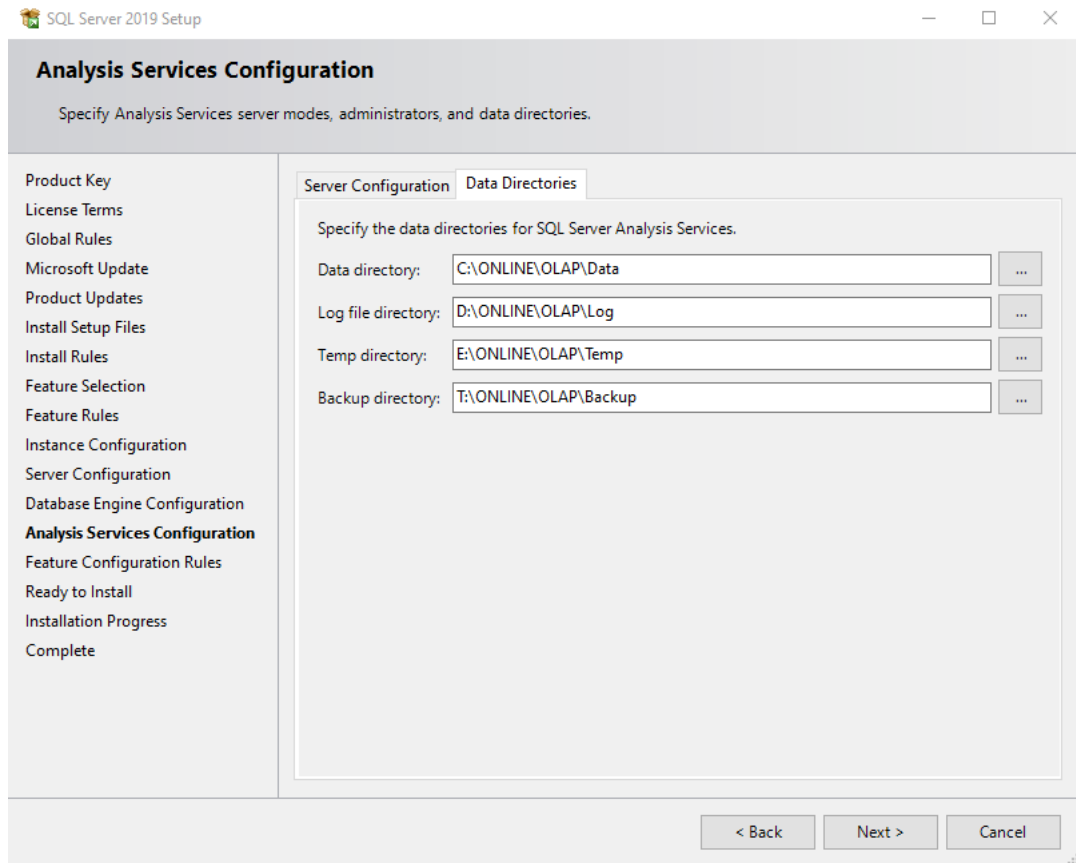 SQL Server 2019 Setup
Analysis Services Configuration
Specify Analysis Services server modes, administrators, and data directories.
Product Key
License Terms
Global Rules
Microsoft Update
Product Updates
Install Setup Files
Install Rules
Feature Selection
Feature Rules
Instance Configuration
Server Configuration
Database Engine Configuration
Analysis Services Configuration
Feature Configuration Rules
Ready to Install
Installation Progress
Complete
Server Configuration Data Directories
Specify the data directories for SQL Server Analysis Services.
Data directory: C:\ONLINE\OLAP\Data ...
Log file directory: D:\ONLINE\OLAP\Log ...
Temp directory: E:\ONLINE\OLAP\Temp ...
Backup directory: T:\ONLINE\OLAP\Backup ...
< Back Next > Cancel